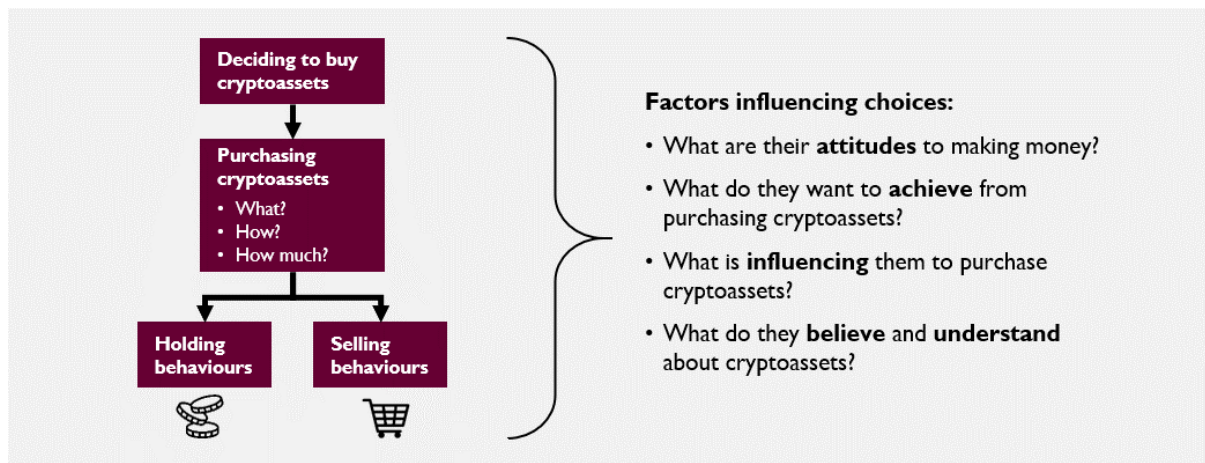 Deciding to buy
cryptoassets
Purchasing
cryptoassets
• What?
• How?
• How much?
Holding
behaviours
Selling
behaviours
Factors influencing choices:
• What are their attitudes to making money?
• What do they want to achieve from
purchasing cryptoassets?
• What is influencing them to purchase
cryptoassets?
• What do they believe and understand
about cryptoassets?